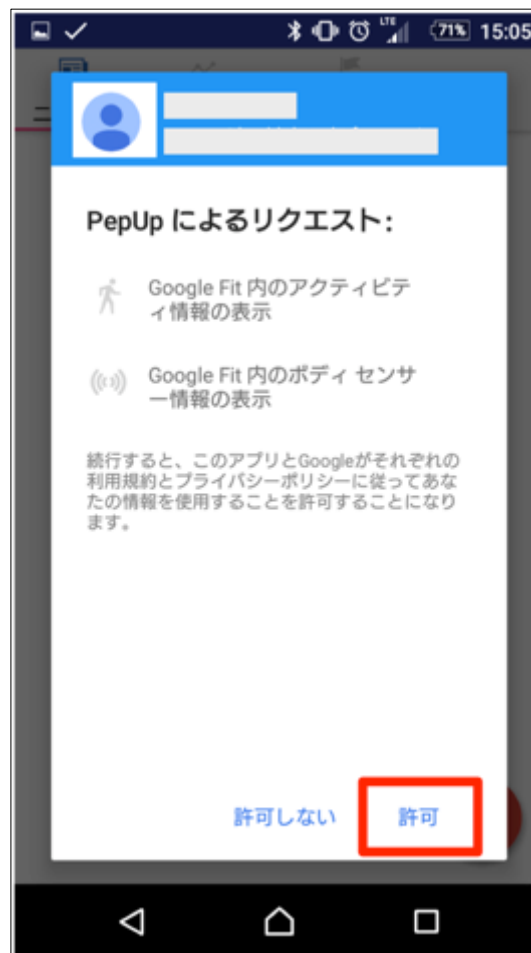 LTE 71% 15:05
PepUp によるリクエスト:
Google Fit 内のアクティビテ
ィ情報の表示
Google Fit 内のボディ センサ
ー情報の表示
続行すると、このアプリとGoogleがそれぞれの
利用規約とプライバシーポリシーに従ってあな
たの情報を使用することを許可することになり
ます。
許可しない 許可